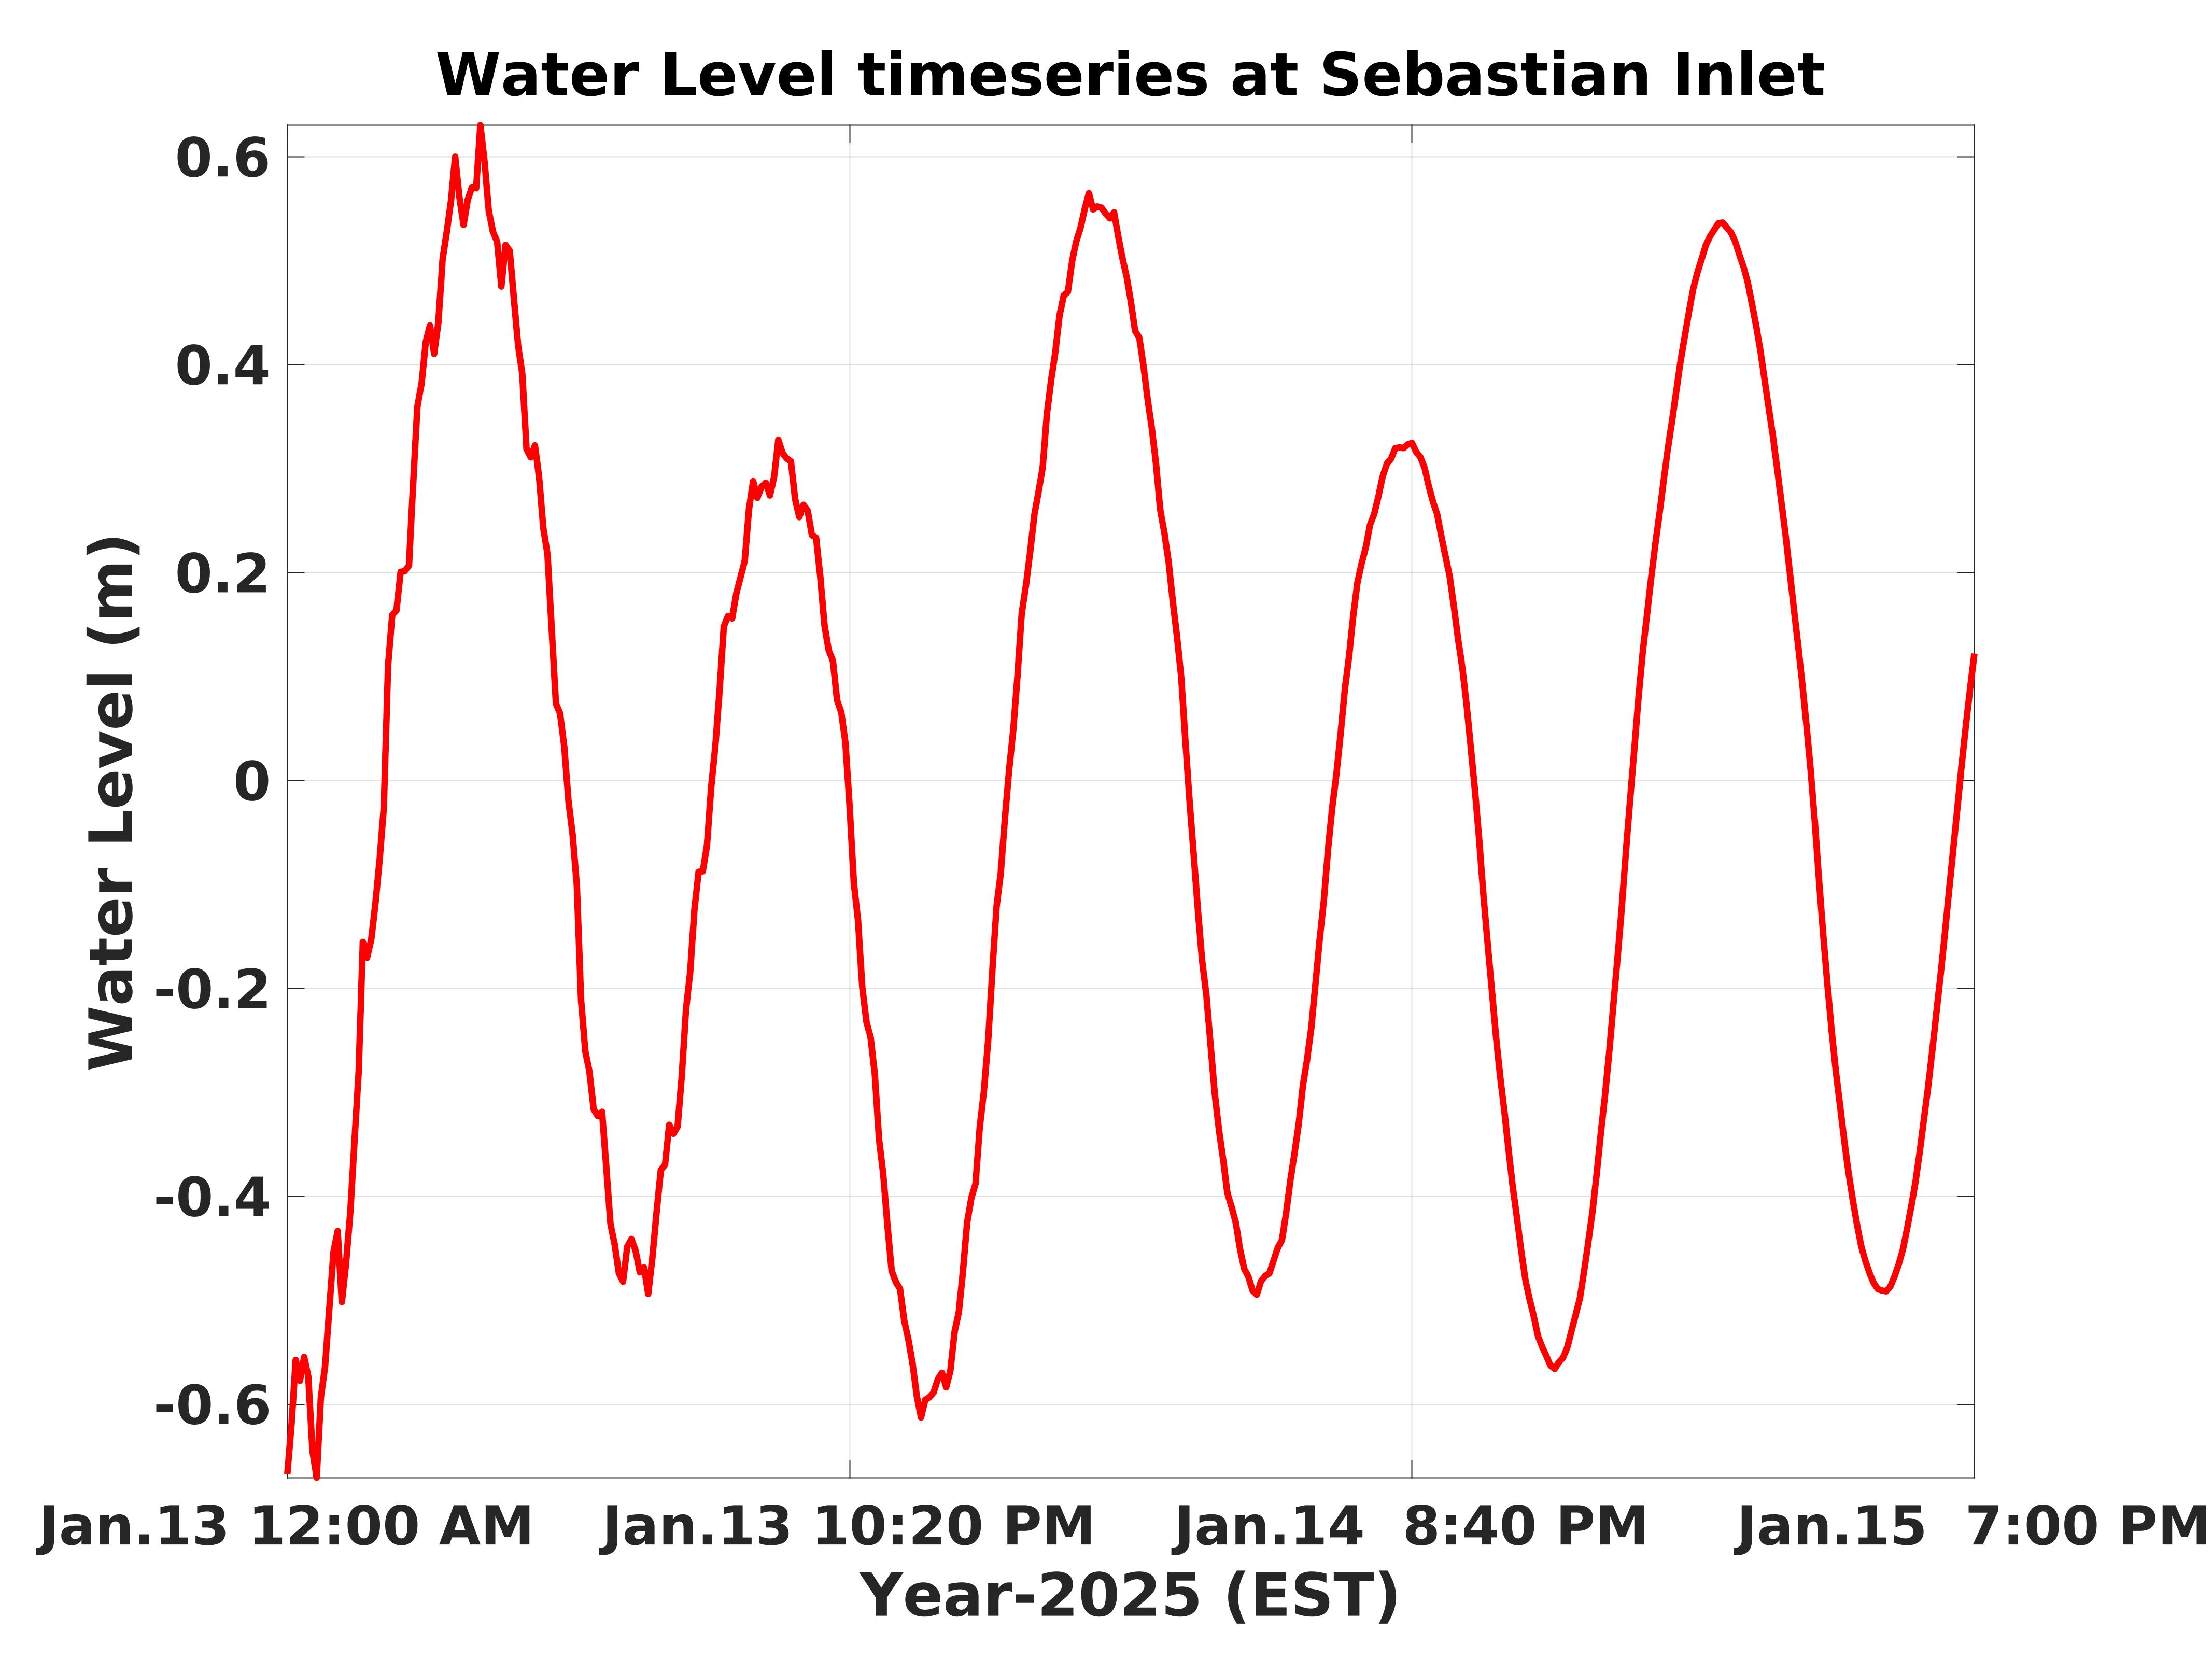 Water Level timeseries at Sebastian Inlet
0.6
0.4
0.2
0
-0.2
-0.4
-0.6
Water Level (m)
Jan.13 12:00 AM Jan.13 10:20 PM Jan.14 8:40 PM Jan.15 7:00 PM
Year-2025 (EST)